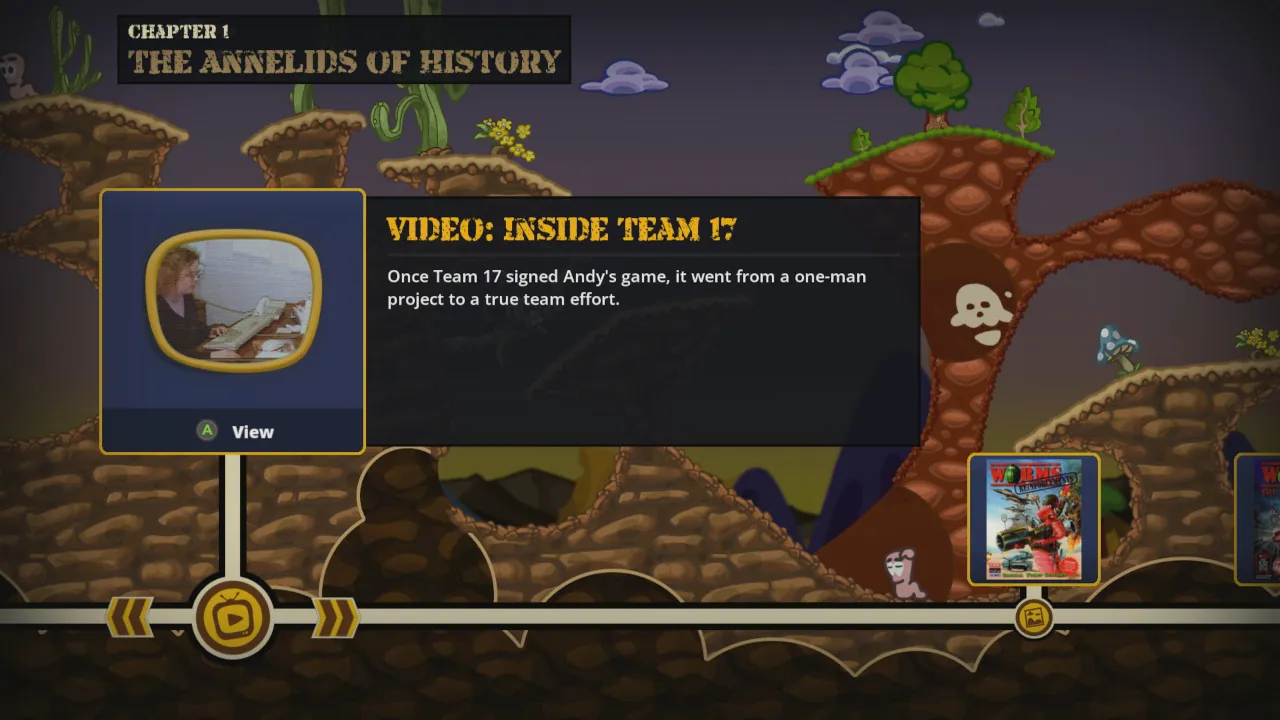 CHAPTER 1
THE ANNELIDS OF HISTORY
VIDEO: INSIDE TEAM 17
Once Team 17 signed Andy's game, it went from a one-man
project to a true team effort.
A View
WORMS